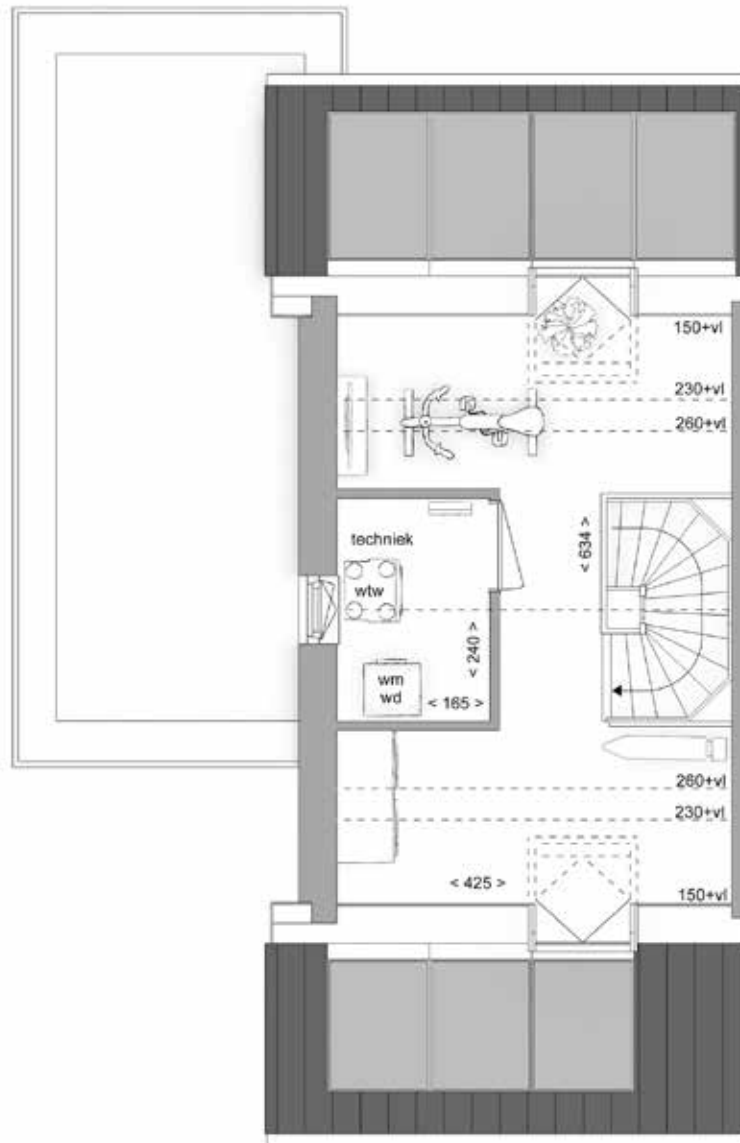 150+vl
230+vl
260+vl
< 634 >
techniek
wtw
< 240 >
wm
wd
< 165 >
260+vl
230+vl
< 425 >
150+vl